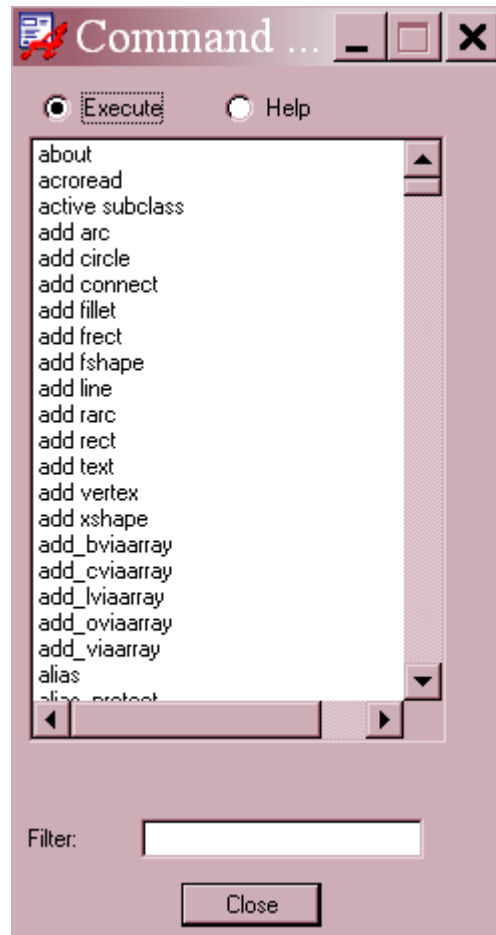 Command ...
Execute Help
about
acroread
active subclass
add arc
add circle
add connect
add fillet
add frect
add fshape
add line
add rarc
add rect
add text
add vertex
add xshape
add_bviaarray
add_cviaarray
add_lviaarray
add_oviaarray
add_viaarray
alias
alias_protect
Filter:
Close